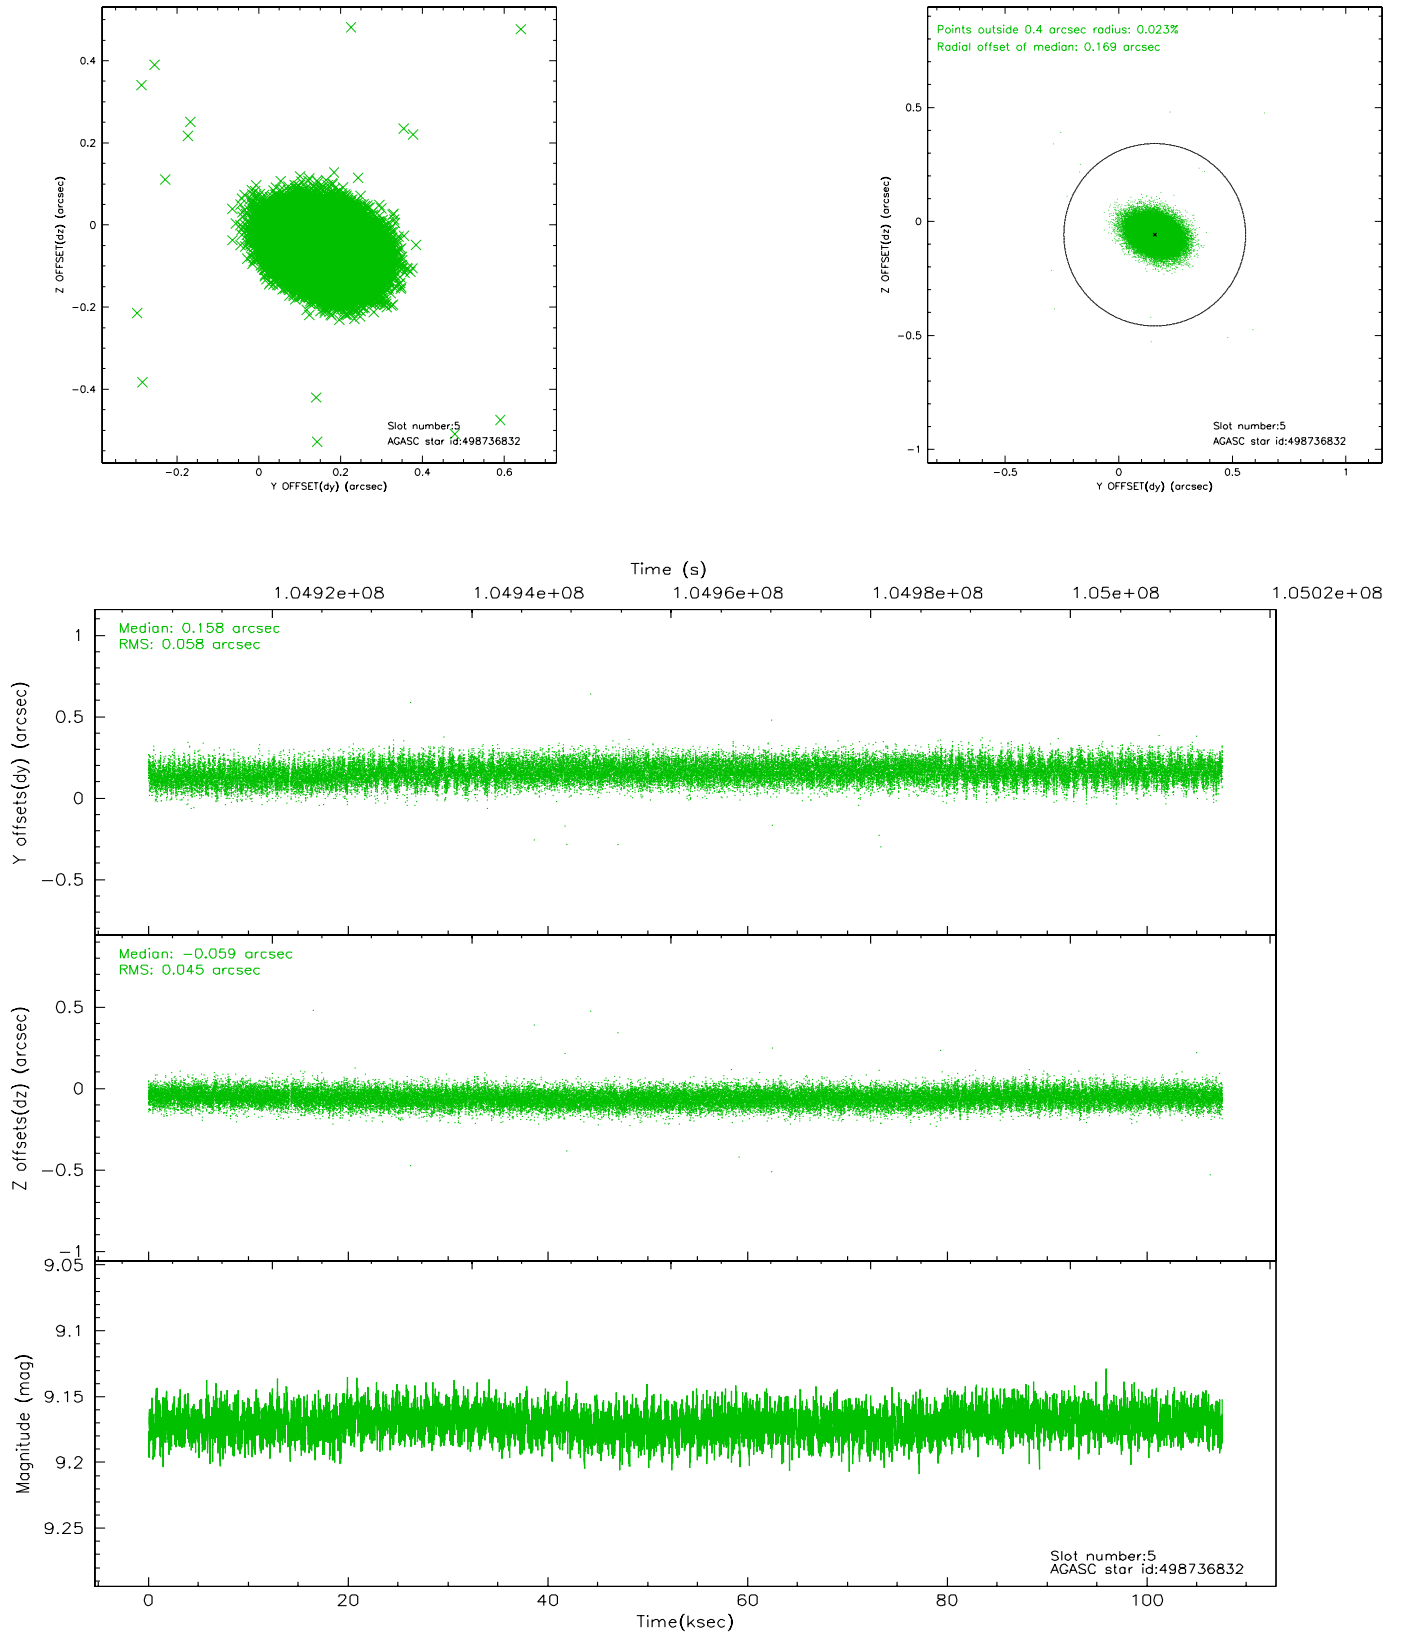 0.4
0.2
0
-0.2
-0.4
Z OFFSET(dz) (arcsec)
Slot number:5
AGASC star id:498736832
-0.2 0 0.2 0.4 0.6
Y OFFSET(dy) (arcsec)
Points outside 0.4 arcsec radius: 0.023%
Radial offset of median: 0.169 arcsec
0.5
0
-0.5
-1
Z OFFSET(dz) (arcsec)
Slot number:5
AGASC star id:498736832
-0.5 0 0.5 1
Y OFFSET(dy) (arcsec)
Time (s)
1.0492e+08 1.0494e+08 1.0496e+08 1.0498e+08 1.05e+08 1.0502e+08
Median: 0.158 arcsec
RMS: 0.058 arcsec
1
0.5
0
-0.5
Y offsets(dy) (arcsec)
Median: -0.059 arcsec
RMS: 0.045 arcsec
0.5
0
-0.5
-1
Z offsets(dz) (arcsec)
9.05
9.1
9.15
9.2
9.25
Magnitude (mag)
Slot number:5
AGASC star id:498736832
0 20 40 60 80 100
Time(ksec)